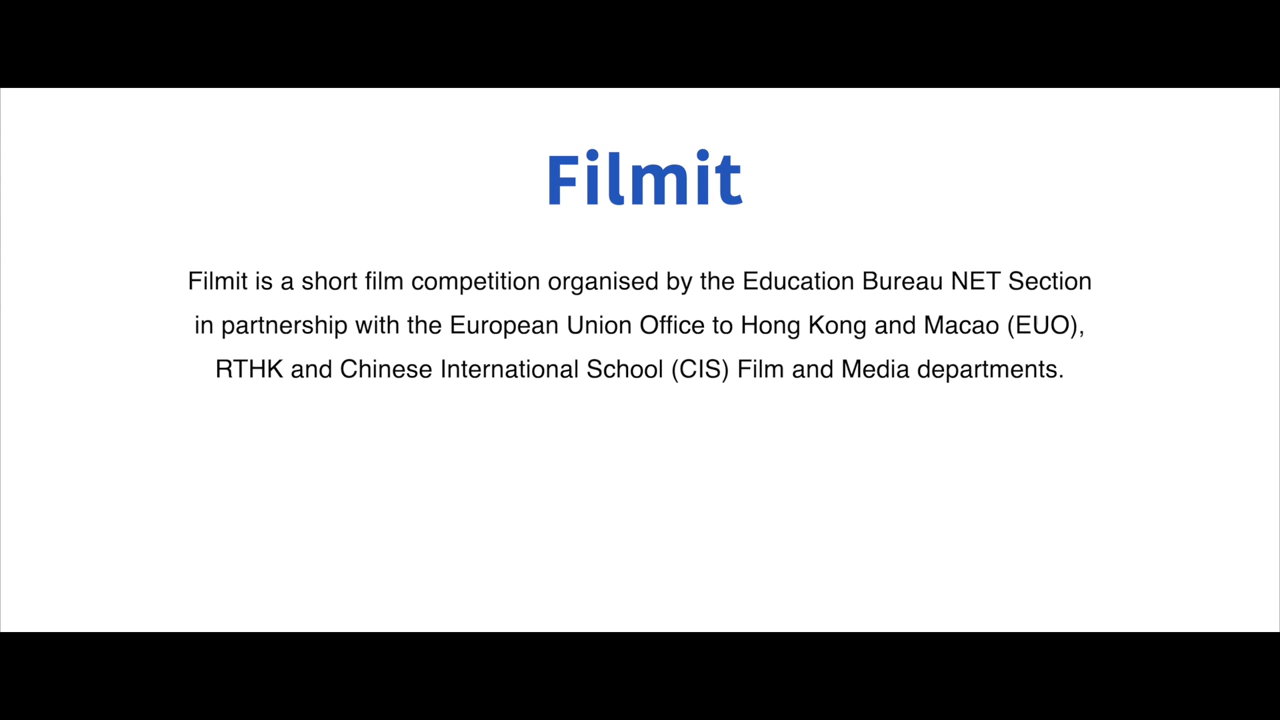 Filmit
Filmit is a short film competition organised by the Education Bureau NET Section
in partnership with the European Union Office to Hong Kong and Macao (EUO),
RTHK and Chinese International School (CIS) Film and Media departments.